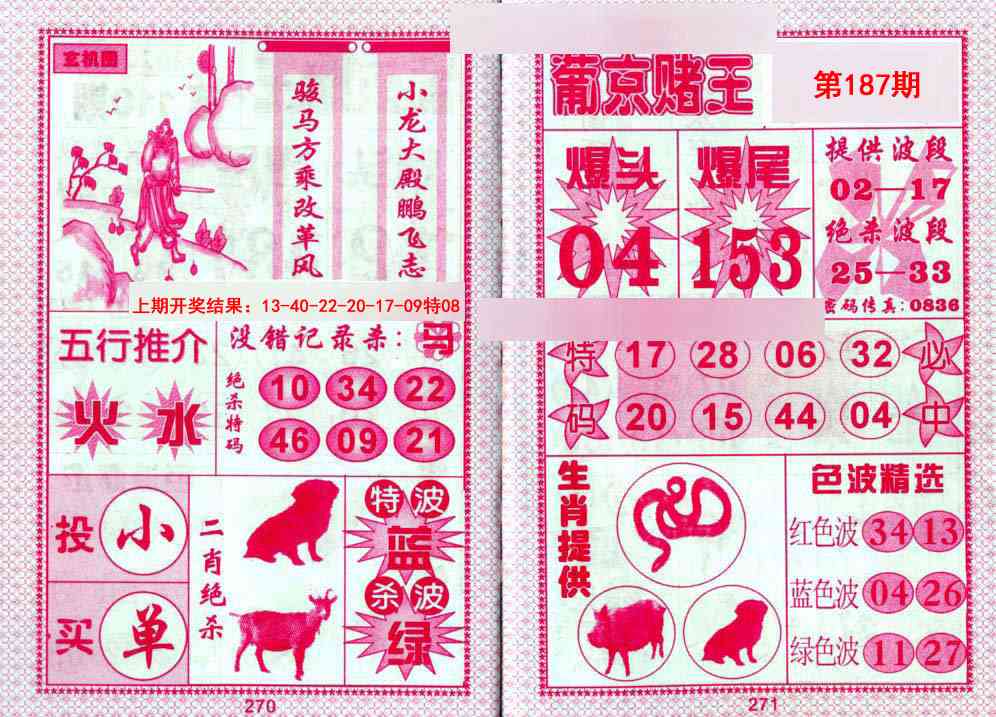 玄机图
骏马方乘改革风
小龙大殿鹏飞志
上期开奖结果：13-40-22-20-17-09特08
五行推介
火 水
没错记录杀：马
绝杀特码
10 34 22
46 09 21
投 小
买 单
二肖绝杀
特波
蓝
杀波
绿
270
葡京赌王
第187期
爆头
04
爆尾
153
提供波段
02—17
绝杀波段
25—33
密码传真：0836
特码
17 28 06 32
20 15 44 04
必中
生肖提供
色波精选
红色波 34 13
蓝色波 04 26
绿色波 11 27
271